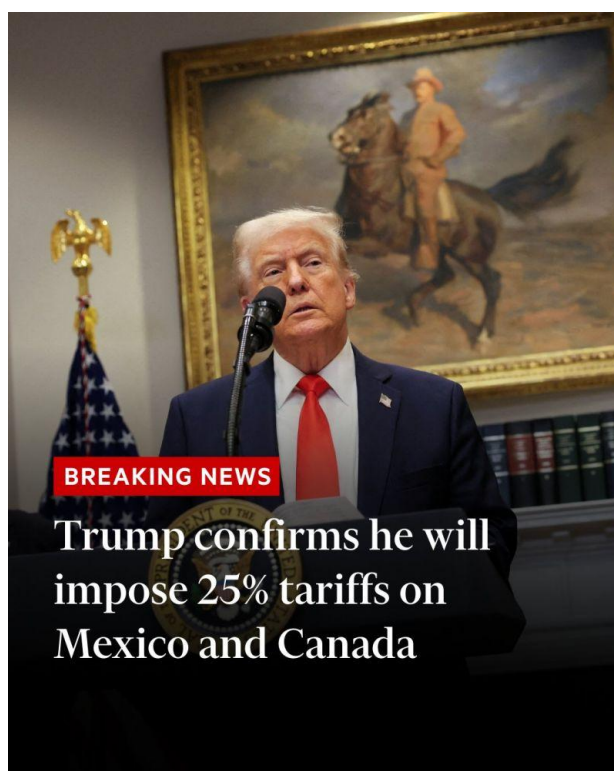 BREAKING NEWS
Trump confirms he will
impose 25% tariffs on
Mexico and Canada